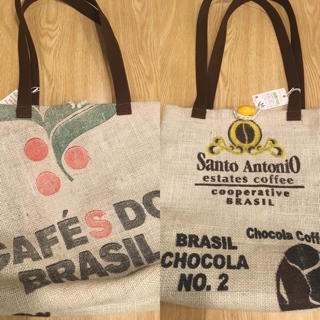 CAFÉS DO
BRASIL
Santo AntoniO
estates coffee
cooperative
BRASIL
Chocola Coff
BRASIL
CHOCOLA
NO. 2